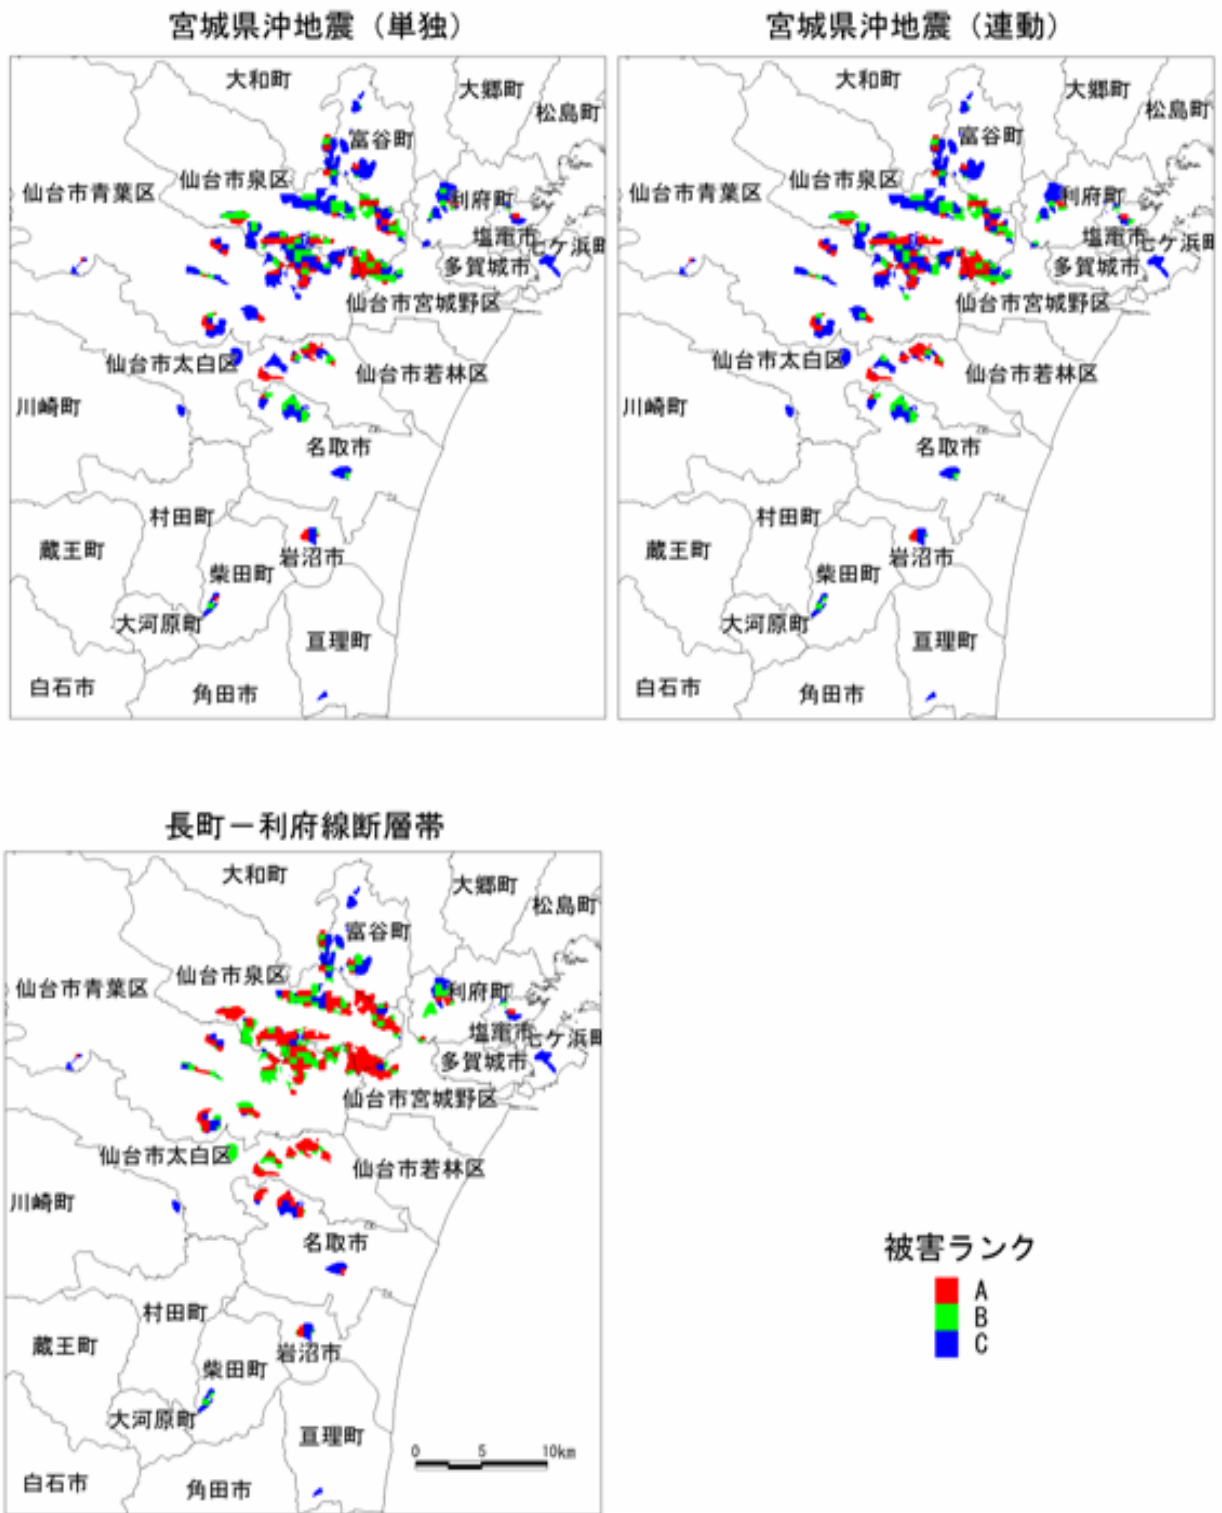 宮城県沖地震（単独）
宮城県沖地震（連動）
大和町
大郷町
松島町
富谷町
仙台市泉区
仙台市青葉区
利府町
塩竃市
七ケ浜町
多賀城市
仙台市宮城野区
仙台市太白区
仙台市若林区
川崎町
名取市
村田町
蔵王町
岩沼市
柴田町
大河原町
亘理町
白石市
角田市
大和町
大郷町
松島町
富谷町
仙台市泉区
仙台市青葉区
利府町
塩竃市
七ケ浜町
多賀城市
仙台市宮城野区
仙台市太白区
仙台市若林区
川崎町
名取市
村田町
蔵王町
岩沼市
柴田町
大河原町
亘理町
白石市
角田市
長町－利府線断層帯
大和町
大郷町
松島町
富谷町
仙台市泉区
仙台市青葉区
利府町
塩竃市
七ケ浜町
多賀城市
仙台市宮城野区
仙台市太白区
仙台市若林区
川崎町
名取市
村田町
蔵王町
岩沼市
柴田町
大河原町
亘理町
白石市
角田市
0 5 10km
被害ランク
A
B
C